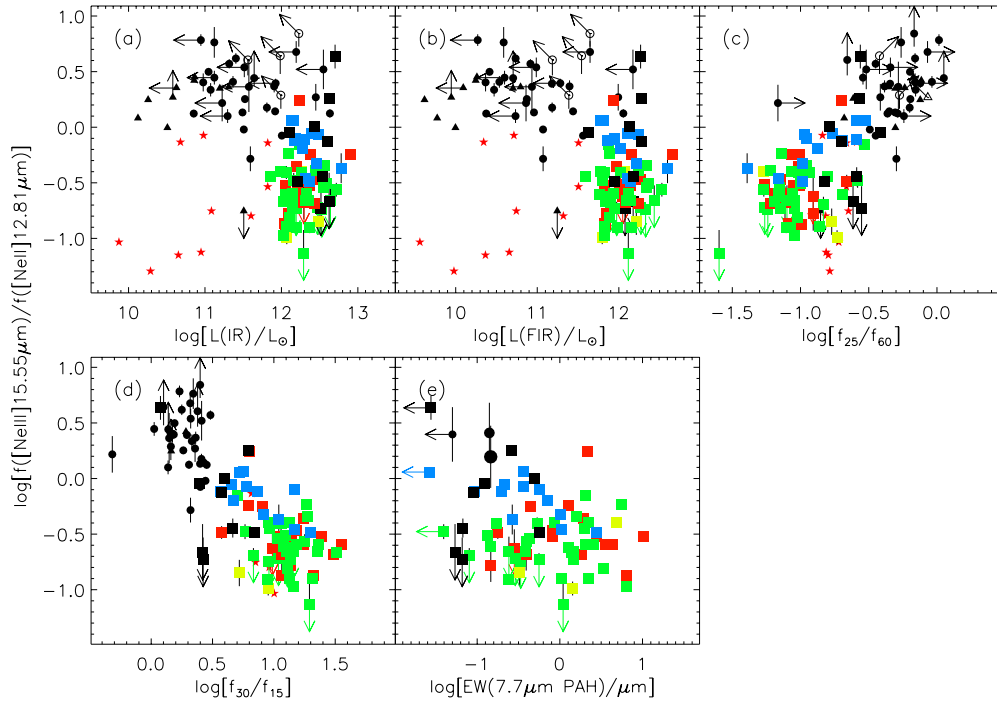 (a) (b) (c)
1.0
0.5
0.0
−0.5
−1.0
10 11 12 13
log[L(IR)/L⊙]
10 11 12
log[L(FIR)/L⊙]
−1.5 −1.0 −0.5 0.0
log[f25/f60]
log[f([NeIII]15.55μm)/f([NeII]12.81μm)]
(d) (e)
1.0
0.5
0.0
−0.5
−1.0
0.0 0.5 1.0 1.5
log[f30/f15]
−1 0 1
log[EW(7.7μm PAH)/μm]